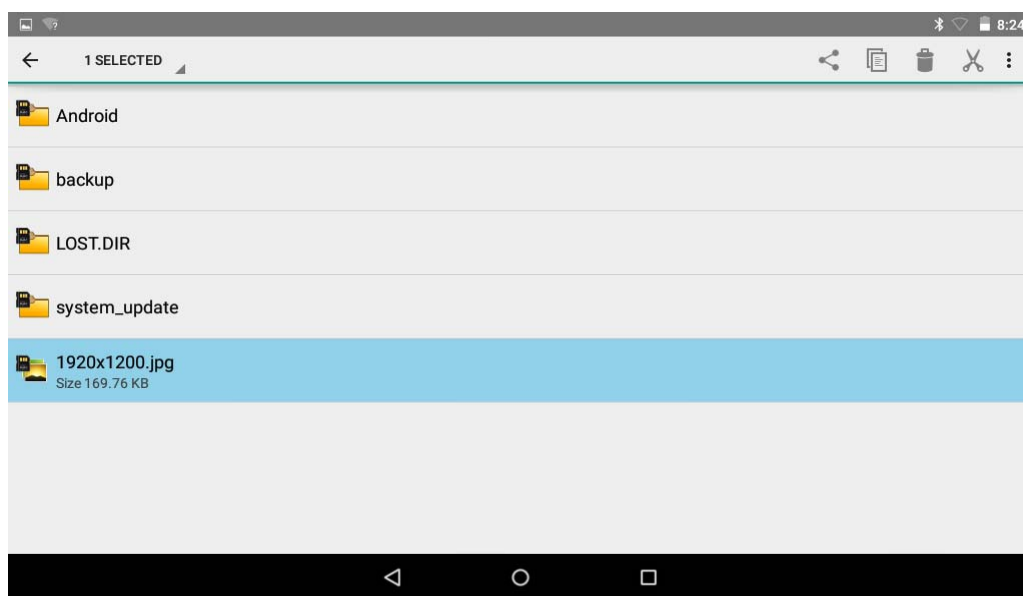 8:24
1 SELECTED
Android
backup
LOST.DIR
system_update
1920x1200.jpg
Size 169.76 KB